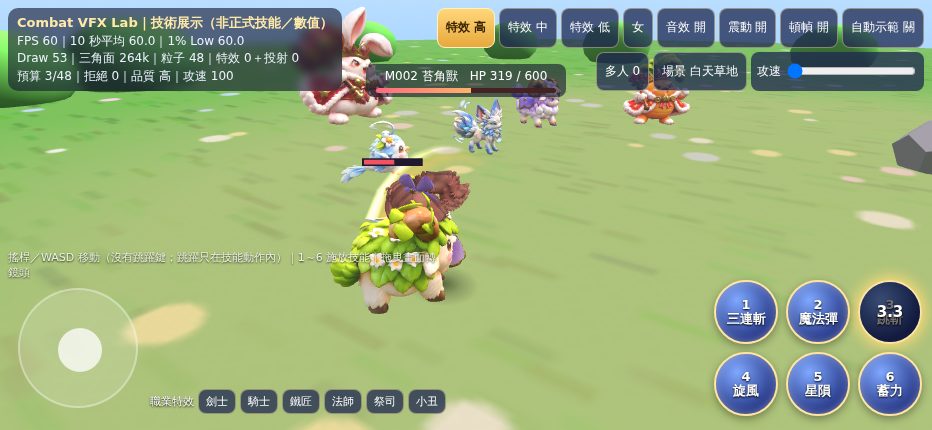 Combat VFX Lab｜技術展示（非正式技能／數值）
FPS 60｜10 秒平均 60.0｜1% Low 60.0
Draw 53｜三角面 264k｜粒子 48｜特效 0＋投射 0
預算 3/48｜拒絕 0｜品質 高｜攻速 100
特效 高
特效 中
特效 低
女
音效 開
震動 開
頓幀 開
自動示範 關
多人 0
場景 白天草地
攻速
M002 苔角獸 HP 319 / 600
搖桿／WASD 移動（沒有跳躍鍵；跳躍只在技能動作內）｜1～6 施放技能｜拖曳畫面轉
鏡頭
1
三連斬
2
魔法彈
3
3.3
跳斬
4
旋風
5
星隕
6
蓄力
職業特效
劍士
騎士
鐵匠
法師
祭司
小丑